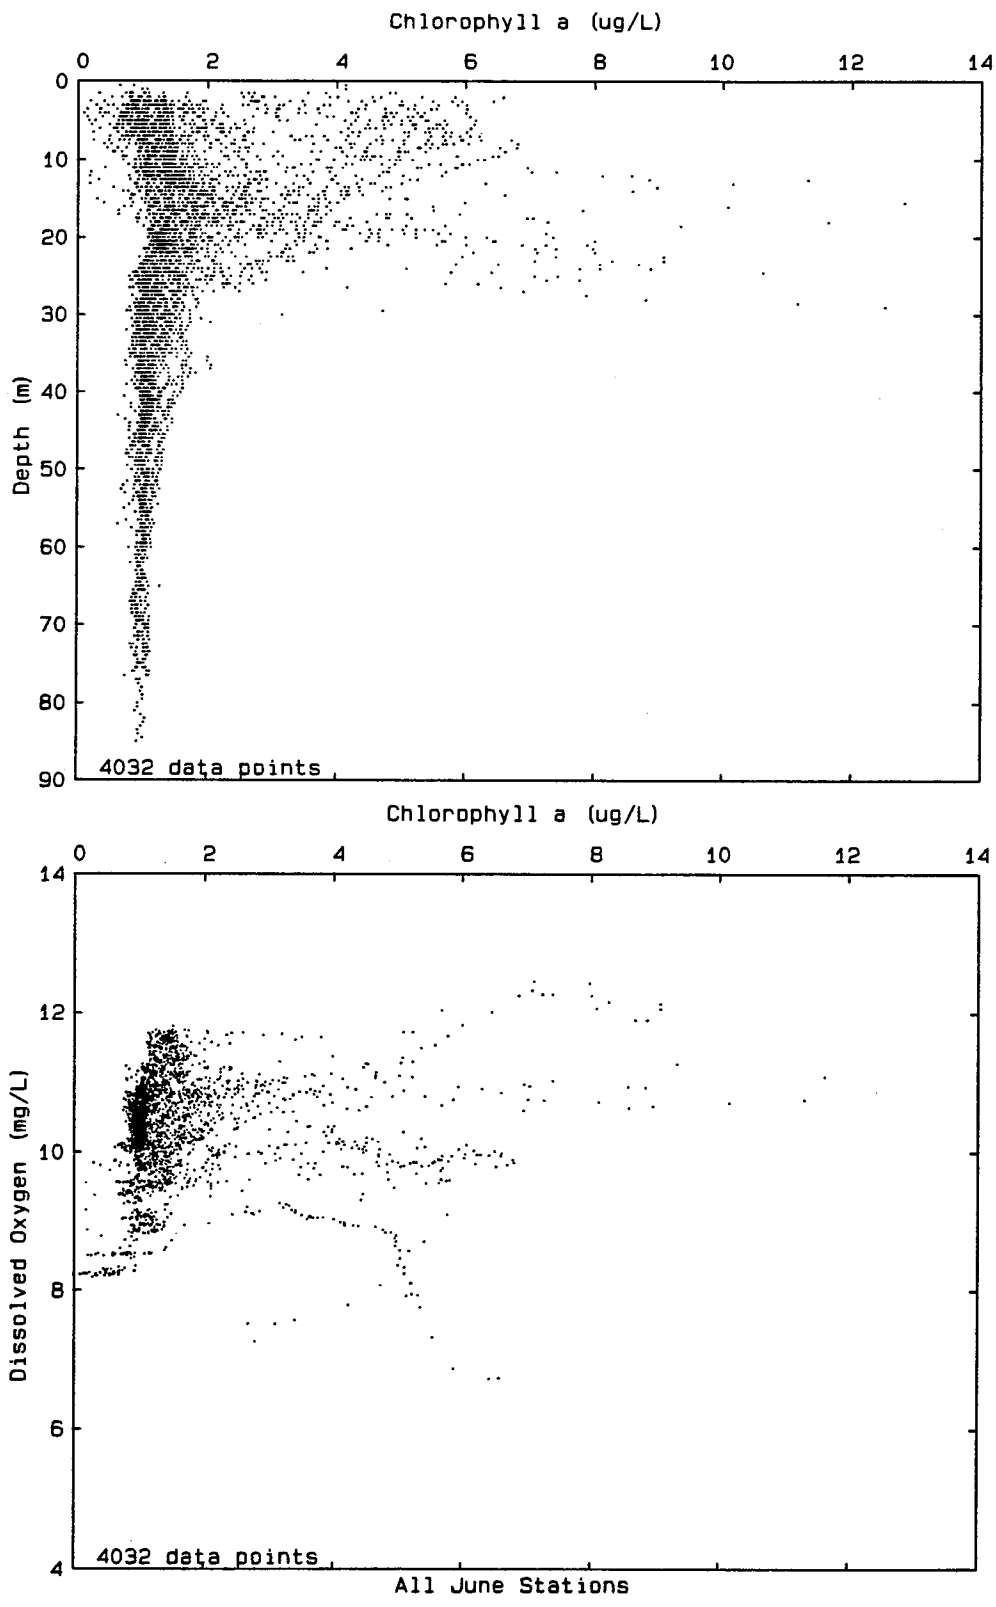 Chlorophyll a (ug/L)
0 2 4 6 8 10 12 14
0
10
20
30
40
50
60
70
80
90
Depth (m)
4032 data points
Chlorophyll a (ug/L)
0 2 4 6 8 10 12 14
14
12
10
8
6
4
Dissolved Oxygen (mg/L)
4032 data points
All June Stations